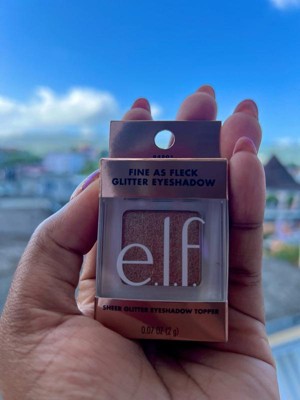 FINE AS FLECK
GLITTER EYESHADOW
e.l.f.
SHEER GLITTER EYESHADOW TOPPER
0.07 OZ (2 g)